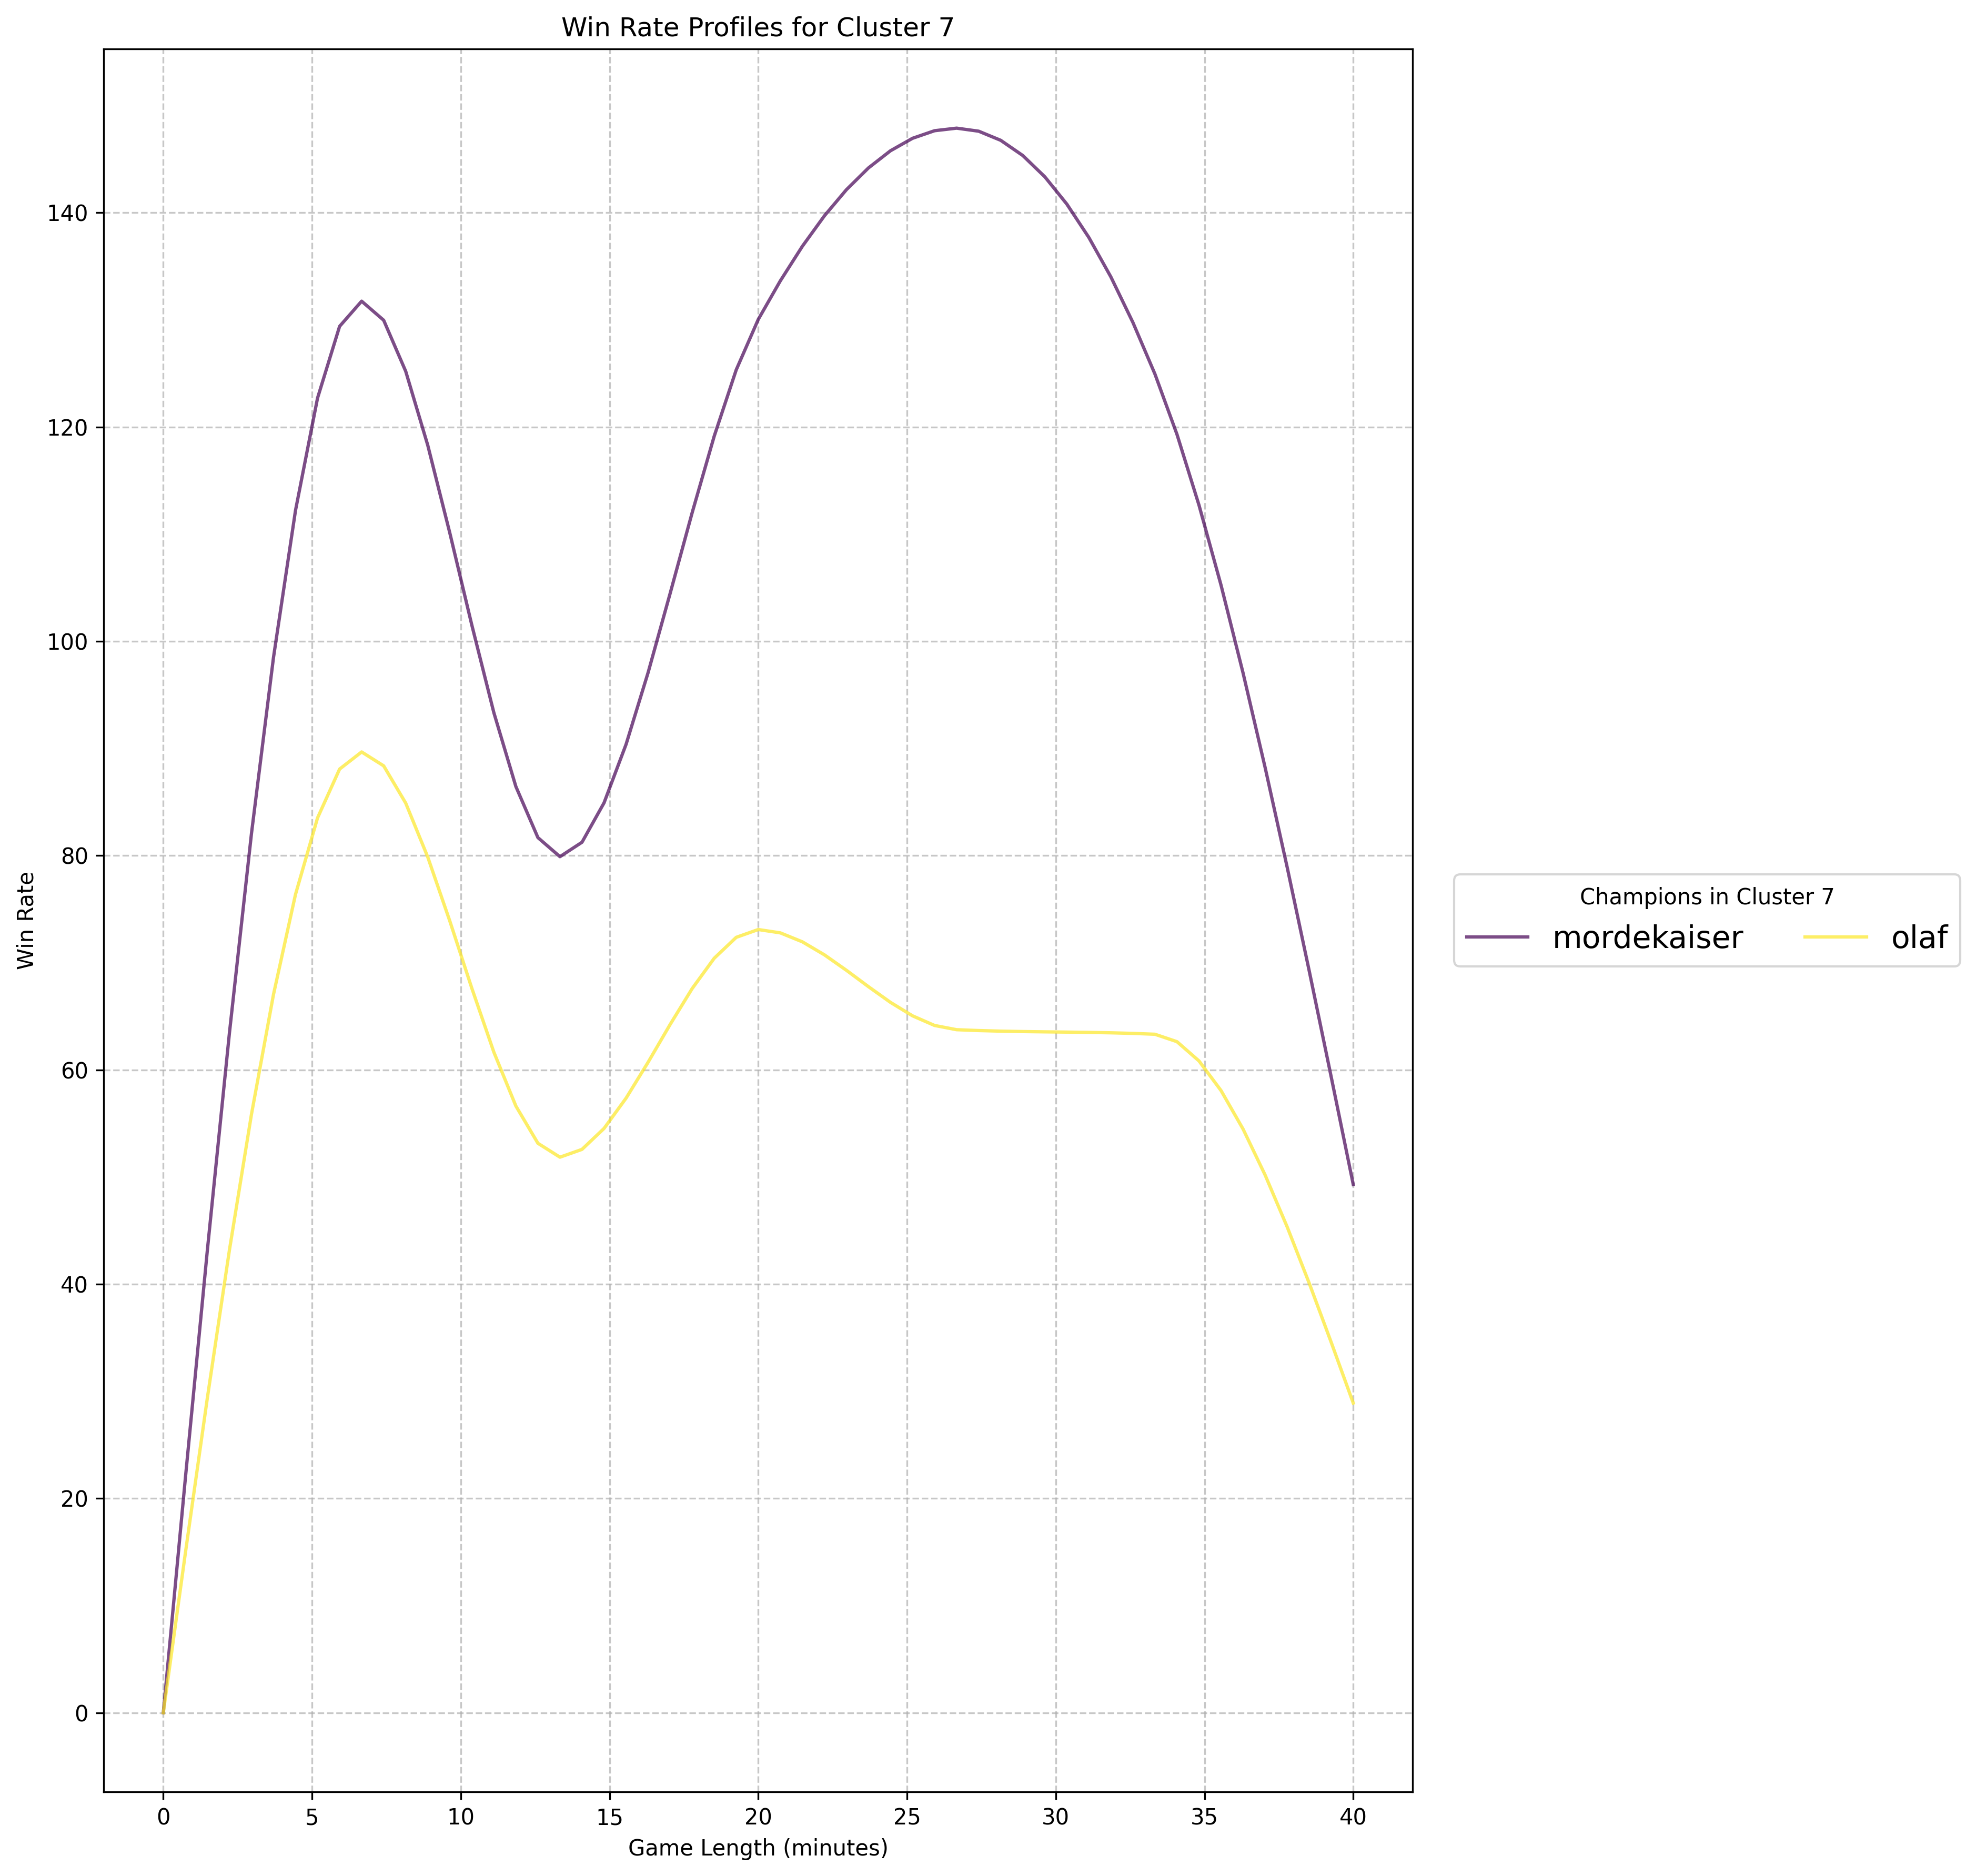 Win Rate Profiles for Cluster 7
Win Rate
140
120
100
80
60
40
20
0
0 5 10 15 20 25 30 35 40
Game Length (minutes)
Champions in Cluster 7
mordekaiser olaf